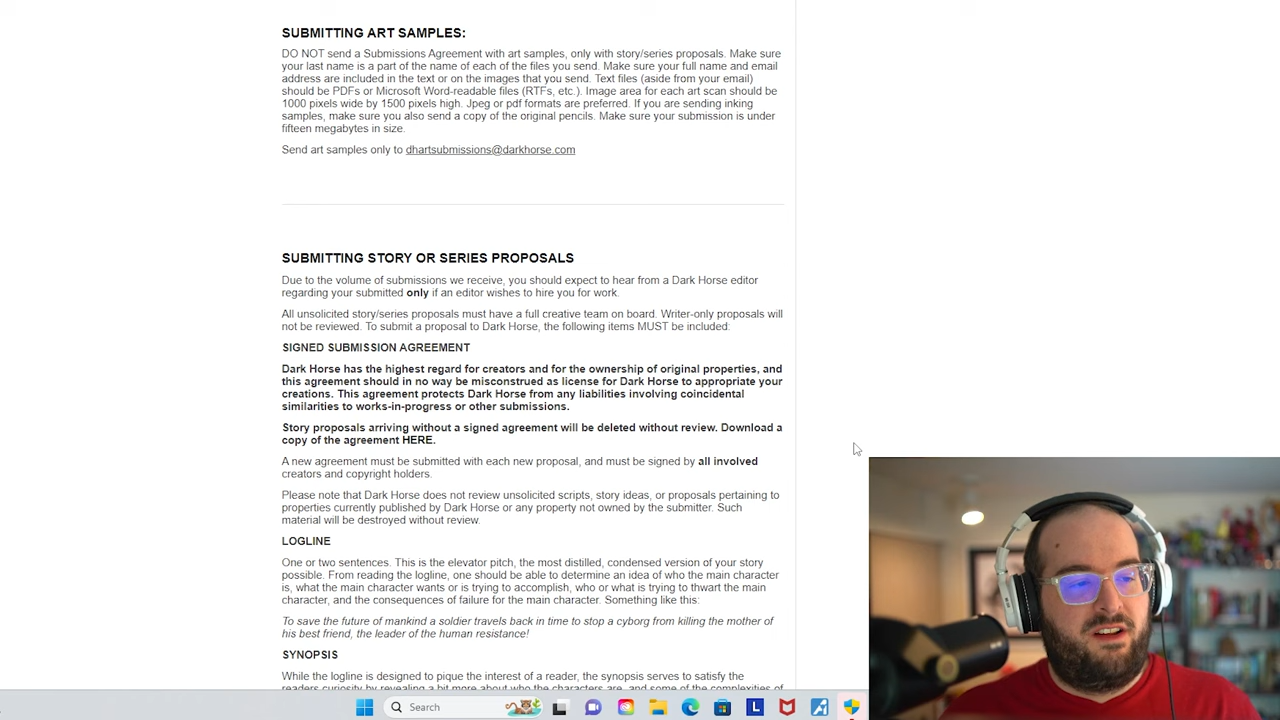 SUBMITTING ART SAMPLES:
DO NOT send a Submissions Agreement with art samples, only with story/series proposals. Make sure
your last name is a part of the name of each of the files you send. Make sure your full name and email
address are included in the text or on the images that you send. Text files (aside from your email)
should be PDFs or Microsoft Word-readable files (RTFs, etc.). Image area for each art scan should be
1000 pixels wide by 1500 pixels high. Jpeg or pdf formats are preferred. If you are sending inking
samples, make sure you also send a copy of the original pencils. Make sure your submission is under
fifteen megabytes in size.
Send art samples only to dhartsubmissions@darkhorse.com
SUBMITTING STORY OR SERIES PROPOSALS
Due to the volume of submissions we receive, you should expect to hear from a Dark Horse editor
regarding your submitted only if an editor wishes to hire you for work.
All unsolicited story/series proposals must have a full creative team on board. Writer-only proposals will
not be reviewed. To submit a proposal to Dark Horse, the following items MUST be included:
SIGNED SUBMISSION AGREEMENT
Dark Horse has the highest regard for creators and for the ownership of original properties, and
this agreement should in no way be misconstrued as license for Dark Horse to appropriate your
creations. This agreement protects Dark Horse from any liabilities involving coincidental
similarities to works-in-progress or other submissions.
Story proposals arriving without a signed agreement will be deleted without review. Download a
copy of the agreement HERE.
A new agreement must be submitted with each new proposal, and must be signed by all involved
creators and copyright holders.
Please note that Dark Horse does not review unsolicited scripts, story ideas, or proposals pertaining to
properties currently published by Dark Horse or any property not owned by the submitter. Such
material will be destroyed without review.
LOGLINE
One or two sentences. This is the elevator pitch, the most distilled, condensed version of your story
possible. From reading the logline, one should be able to determine an idea of who the main character
is, what the main character wants or is trying to accomplish, who or what is trying to thwart the main
character, and the consequences of failure for the main character. Something like this:
To save the future of mankind a soldier travels back in time to stop a cyborg from killing the mother of
his best friend, the leader of the human resistance!
SYNOPSIS
While the logline is designed to pique the interest of a reader, the synopsis serves to satisfy the
readers curiosity by revealing a bit more about who the characters are, and some of the complexities of
Search
L